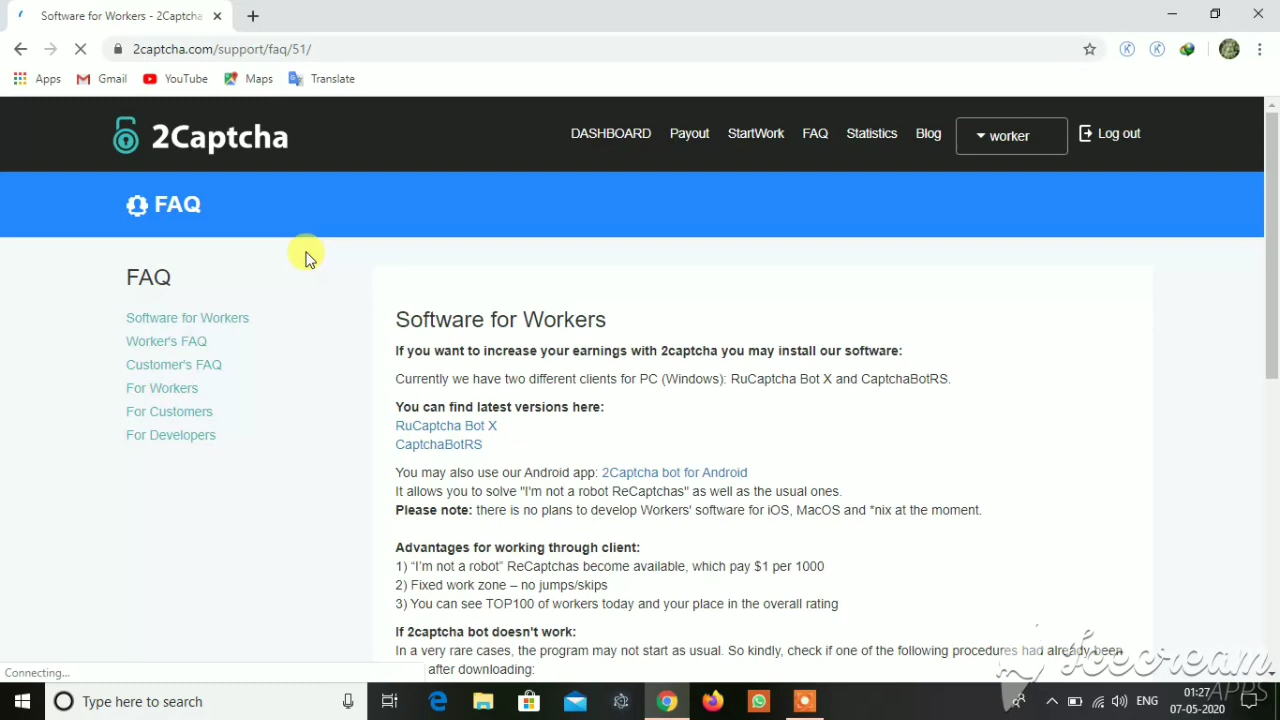 Software for Workers - 2Captcha
2captcha.com/support/faq/51/
Apps Gmail YouTube Maps Translate
2Captcha
DASHBOARD Payout StartWork FAQ Statistics Blog worker Log out
FAQ
FAQ
Software for Workers
Worker's FAQ
Customer's FAQ
For Workers
For Customers
For Developers
Software for Workers
If you want to increase your earnings with 2captcha you may install our software:
Currently we have two different clients for PC (Windows): RuCaptcha Bot X and CaptchaBotRS.
You can find latest versions here:
RuCaptcha Bot X
CaptchaBotRS
You may also use our Android app: 2Captcha bot for Android
It allows you to solve "I'm not a robot ReCaptchas" as well as the usual ones.
Please note: there is no plans to develop Workers' software for iOS, MacOS and *nix at the moment.
Advantages for working through client:
1) “I’m not a robot” ReCaptchas become available, which pay $1 per 1000
2) Fixed work zone – no jumps/skips
3) You can see TOP100 of workers today and your place in the overall rating
If 2captcha bot doesn't work:
In a very rare cases, the program may not start as usual. So kindly, check if one of the following procedures had already been
after downloading:
Connecting...
Icecream
APPS
Type here to search
ENG
01:27
07-05-2020